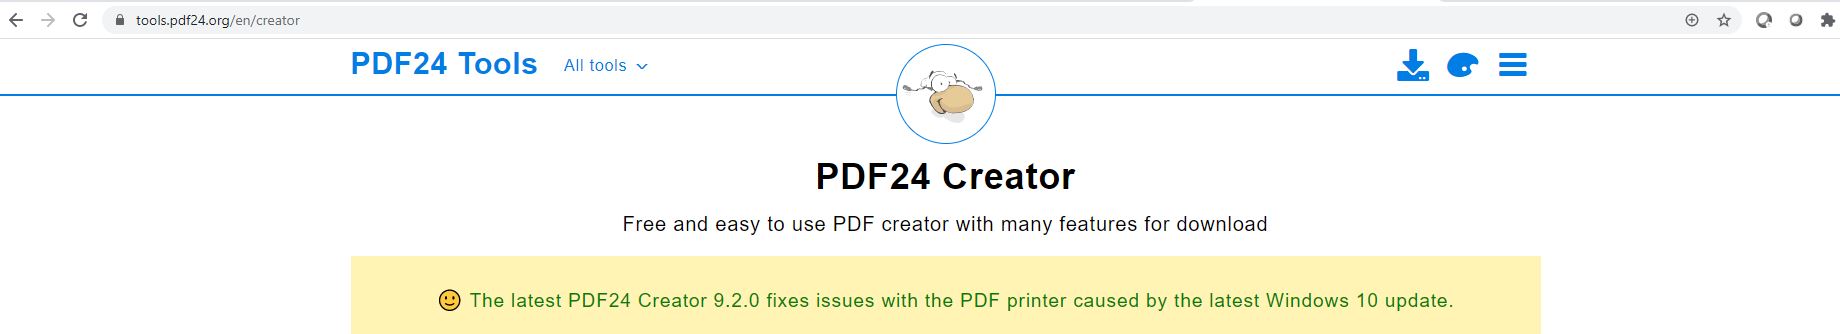 tools.pdf24.org/en/creator
PDF24 Tools
All tools
PDF24 Creator
Free and easy to use PDF creator with many features for download
The latest PDF24 Creator 9.2.0 fixes issues with the PDF printer caused by the latest Windows 10 update.